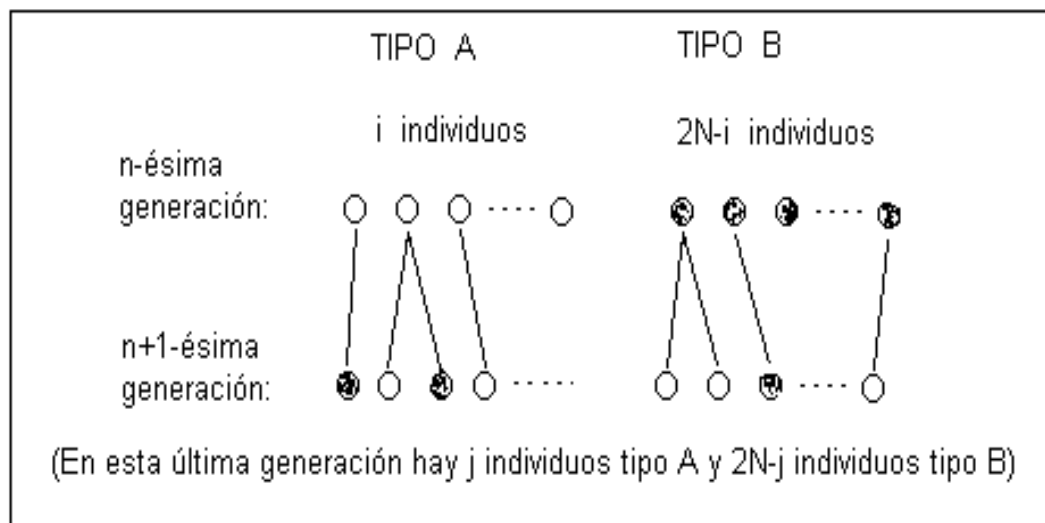 TIPO A TIPO B
i individuos 2N-i individuos
n-ésima
generación:
n+1-ésima
generación:
(En esta última generación hay j individuos tipo A y 2N-j individuos tipo B)